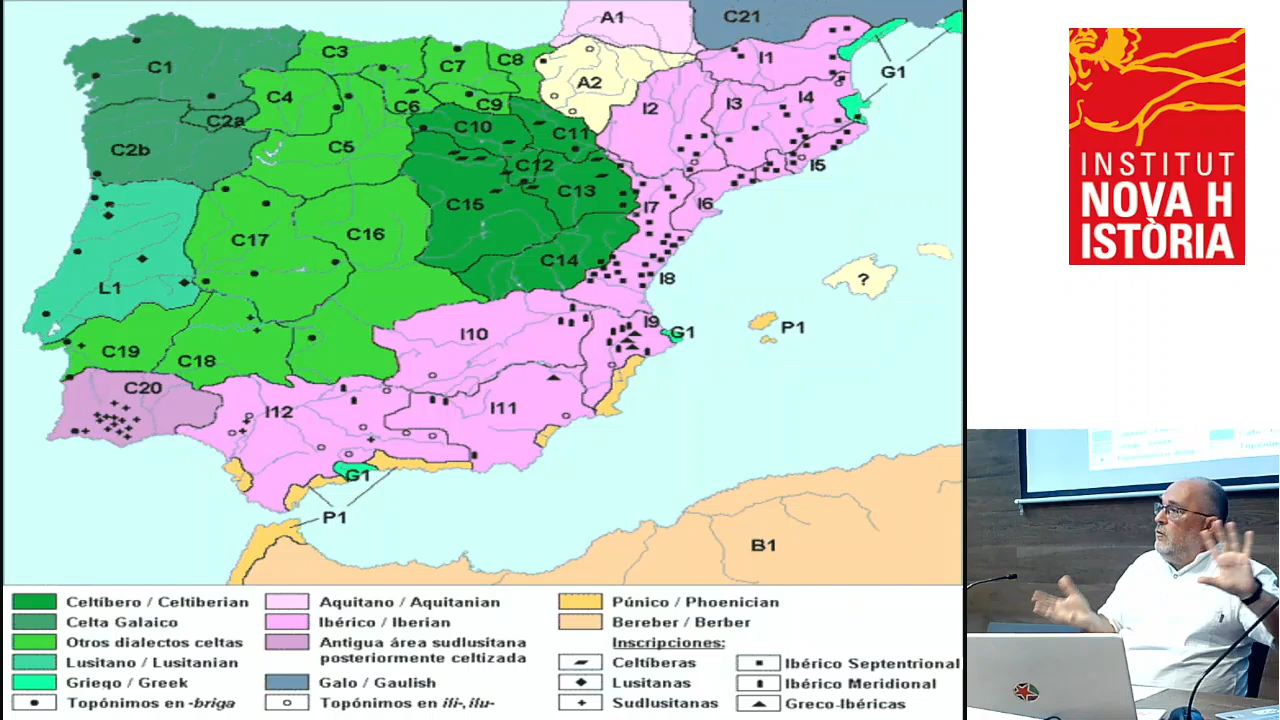 A1
C21
C3
C7
C8
I1
C1
A2
G1
C4
C6
C9
I2
I3
I4
C2a
C10
C11
C2b
C5
C12
I5
C13
C15
I7
I6
C17
C16
C14
I8
?
L1
I9
G1
P1
I10
C19
C18
C20
I12
I11
G1
P1
B1
Celtíbero / Celtiberian
Celta Galaico
Otros dialectos celtas
Lusitano / Lusitanian
Griego / Greek
Topónimos en -briga
Aquitano / Aquitanian
Ibérico / Iberian
Antigua área sudlusitana
posteriormente celtizada
Galo / Gaulish
Topónimos en ili-, ilu-
Púnico / Phoenician
Bereber / Berber
Inscripciones:
Celtíberas
Lusitanas
Sudlusitanas
Ibérico Septentrional
Ibérico Meridional
Greco-Ibéricas
INSTITUT
NOVA H
ISTÒRIA